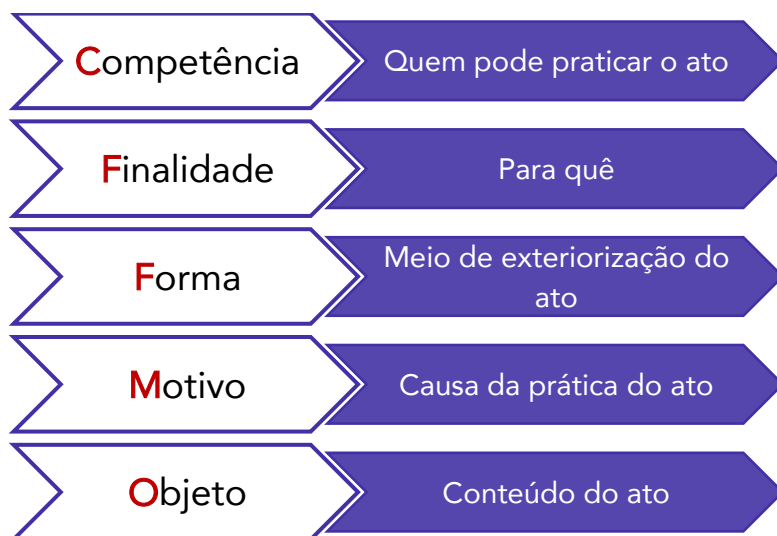 Competência
Quem pode praticar o ato
Finalidade
Para quê
Forma
Meio de exteriorização do
ato
Motivo
Causa da prática do ato
Objeto
Conteúdo do ato